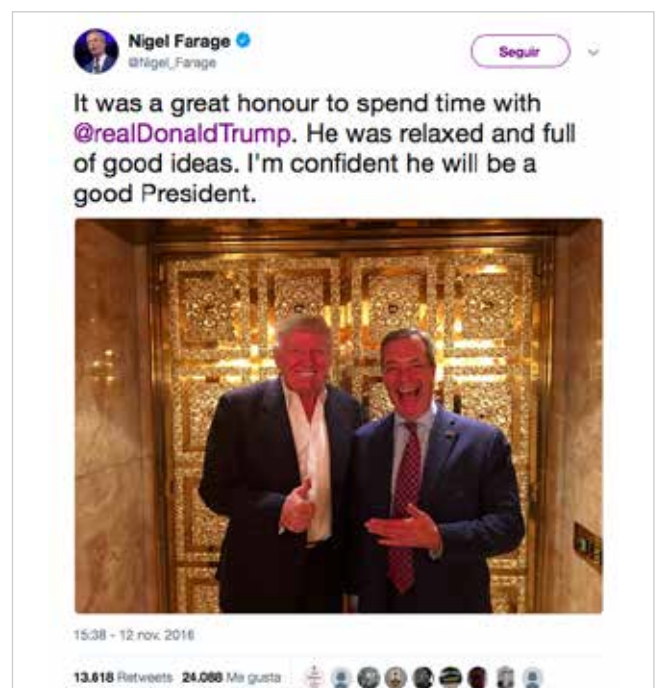 Nigel Farage
@Nigel_Farage
Seguir
It was a great honour to spend time with
@realDonaldTrump. He was relaxed and full
of good ideas. I'm confident he will be a
good President.
15:38 - 12 nov. 2016
13.618 Retweets 24.088 Me gusta